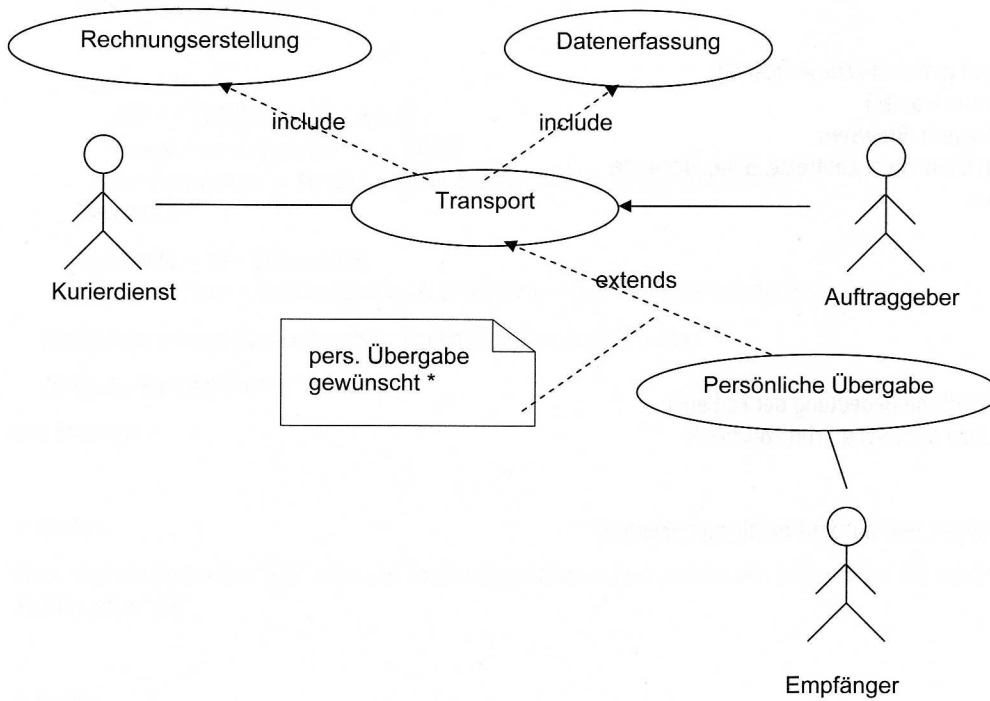 Rechnungserstellung
Datenerfassung
include
include
Transport
Kurierdienst
Auftraggeber
extends
pers. Übergabe
gewünscht *
Persönliche Übergabe
Empfänger